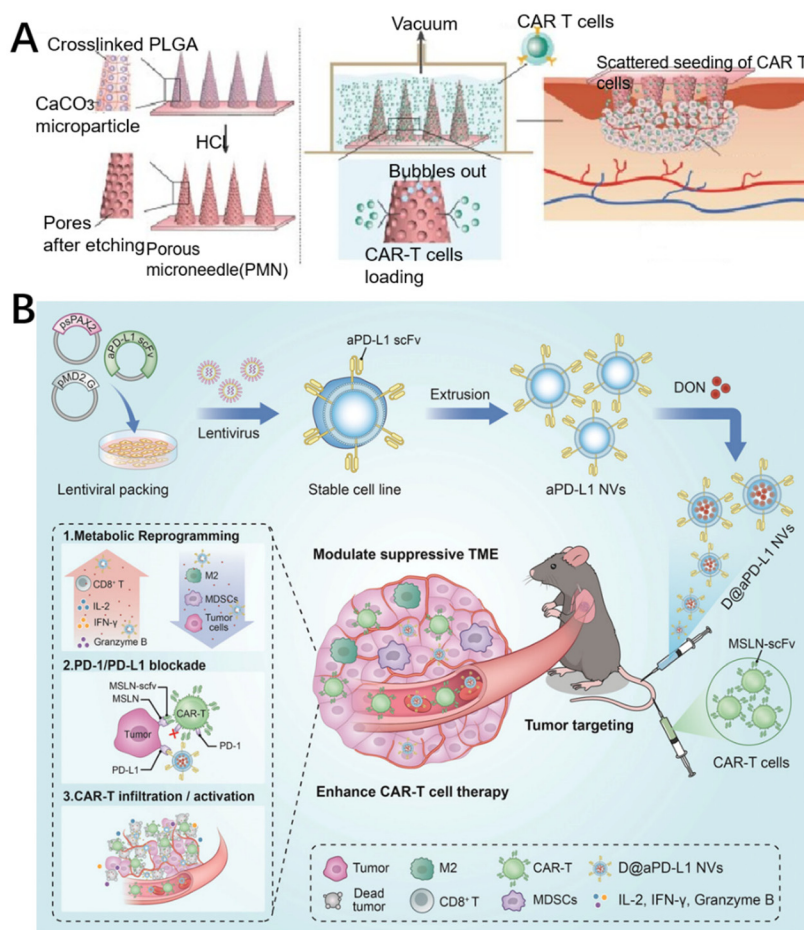 A
Crosslinked PLGA
CaCO3
microparticle
HCl
Pores
after etching
Porous
microneedle(PMN)
Vacuum
CAR T cells
Bubbles out
CAR-T cells
loading
Scattered seeding of CAR T
cells
B
psPAX2
aPD-L1 scFv
pMD2.G
Lentiviral packing
Lentivirus
aPD-L1 scFv
Stable cell line
Extrusion
aPD-L1 NVs
DON
D@aPD-L1 NVs
1.Metabolic Reprogramming
CD8+ T
IL-2
IFN-γ
Granzyme B
M2
MDSCs
Tumor
cells
2.PD-1/PD-L1 blockade
MSLN-scfv
MSLN
CAR-T
Tumor
PD-1
PD-L1
3.CAR-T infiltration / activation
Modulate suppressive TME
Enhance CAR-T cell therapy
Tumor targeting
MSLN-scFv
CAR-T cells
Tumor
M2
CAR-T
D@aPD-L1 NVs
Dead
tumor
CD8+ T
MDSCs
IL-2, IFN-γ, Granzyme B